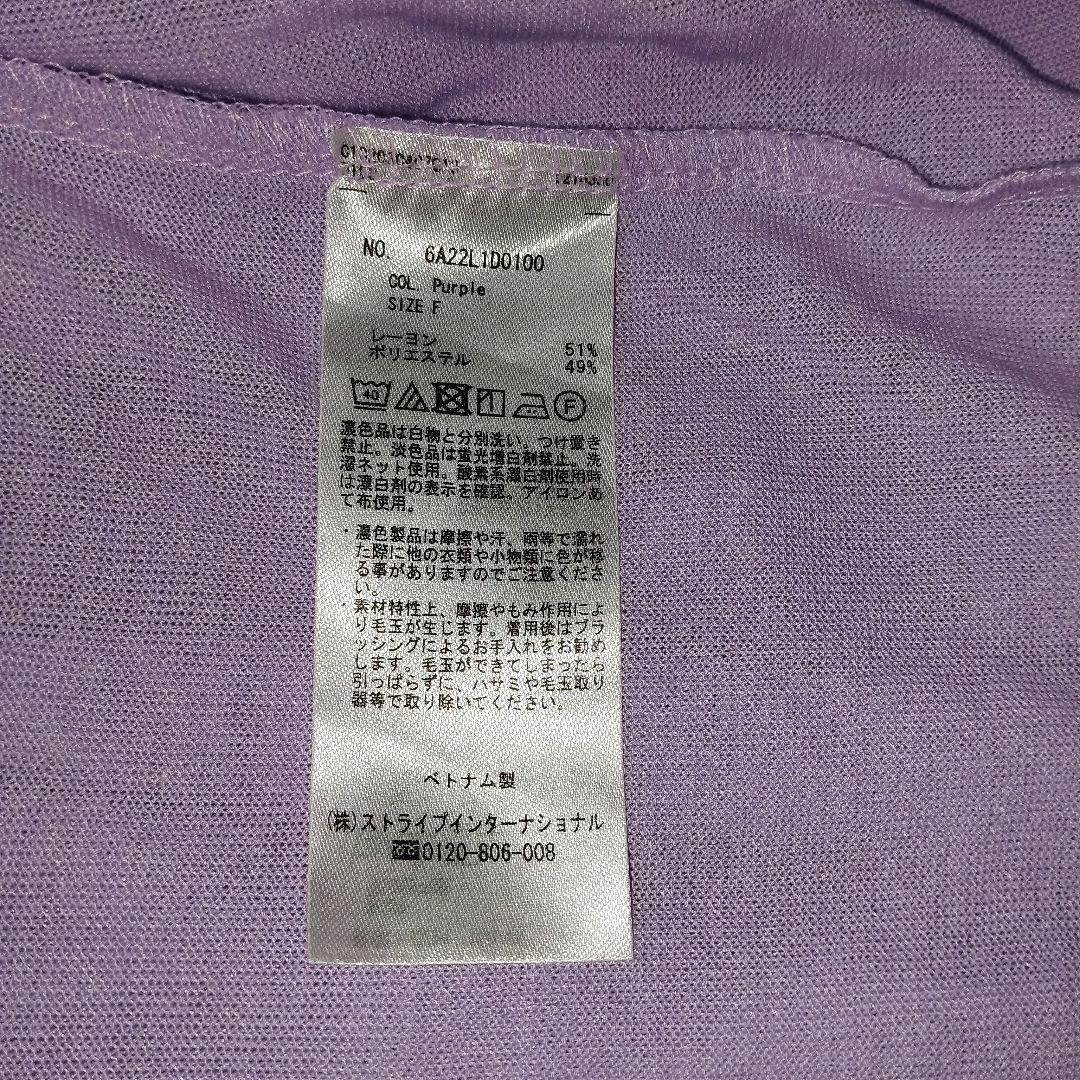 NO. 6A22L1D0100
COL. Purple
SIZE F
レーヨン 51%
ポリエステル 49%
40
F
濃色品は白物と分別洗い。つけ置き
禁止。淡色品は蛍光増白剤禁止。洗
濯ネット使用。酸素系漂白剤使用時
は漂白剤の表示を確認。アイロンあ
て布使用。
・濃色製品は摩擦や汗、雨等で濡れ
た際に他の衣類や小物類に色が移
る事がありますのでご注意くださ
い。
・素材特性上、摩擦やもみ作用によ
り毛玉が生じます。着用後はブラ
ッシングによるお手入れをお勧め
します。毛玉ができてしまったら
引っぱらずに、ハサミや毛玉取り
器等で取り除いてください。
ベトナム製
(株)ストライプインターナショナル
0120-806-008